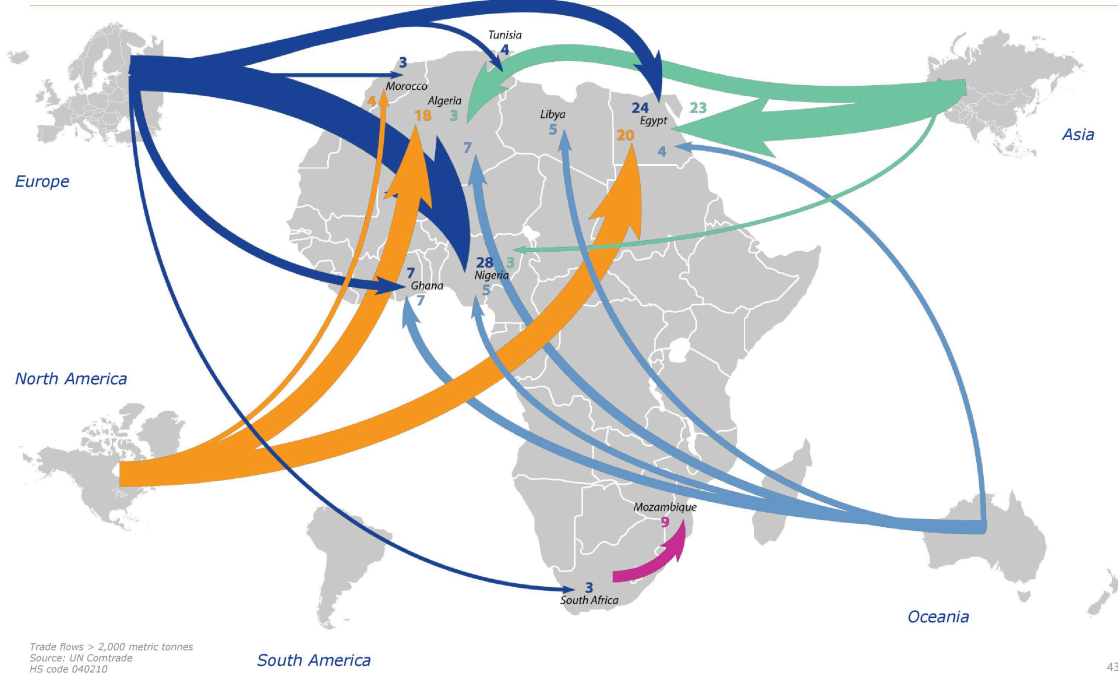 Tunisia
4
3
Morocco
4
Algeria
18
3
7
Libya
5
24
23
Egypt
20
4
Asia
Europe
28
3
Nigeria
5
7
Ghana
7
North America
Mozambique
9
3
South Africa
Oceania
Trade flows > 2,000 metric tonnes
Source: UN Comtrade
HS code 040210
South America
43